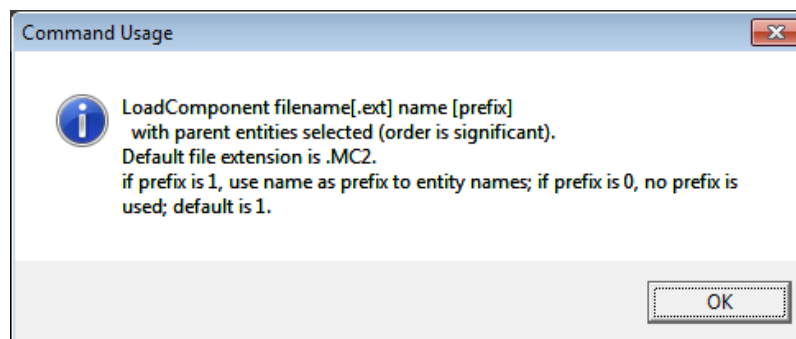 Command Usage
LoadComponent filename[.ext] name [prefix]
with parent entities selected (order is significant).
Default file extension is .MC2.
if prefix is 1, use name as prefix to entity names; if prefix is 0, no prefix is
used; default is 1.
OK